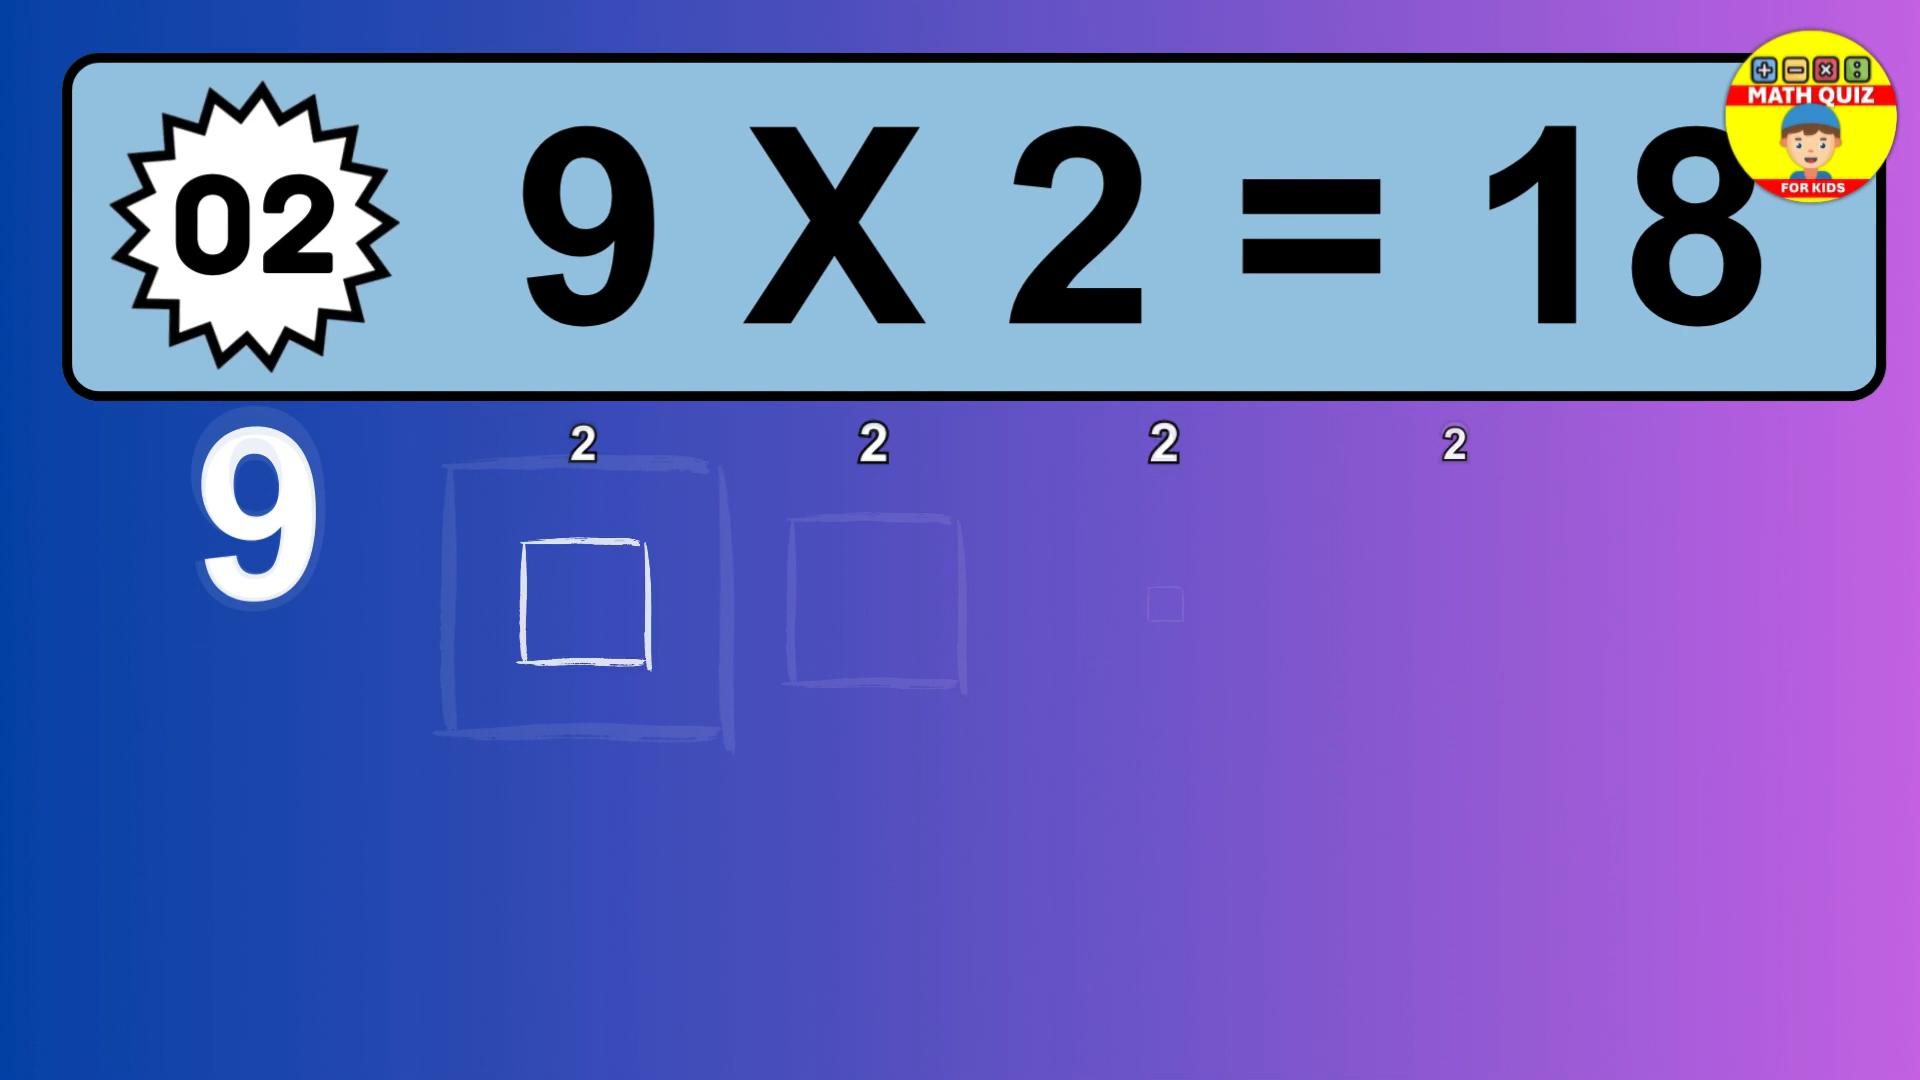 02 9 X 2 = 18
+ − × :
MATH QUIZ
FOR KIDS
9 2 2 2 2